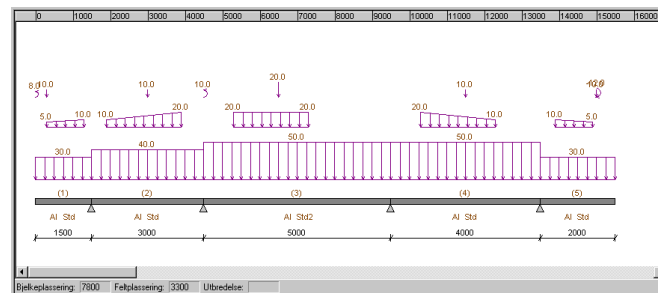 0 1000 2000 3000 4000 5000 6000 7000 8000 9000 10000 11000 12000 13000 14000 15000 16000
20.0
10.0 10.0 10.0 10.0
5.0 10.0 10.0 20.0 20.0 20.0 20.0 10.0 10.0 5.0
30.0 40.0 50.0 50.0 30.0
(1) (2) (3) (4) (5)
Al Std Al Std Al Std2 Al Std Al Std
1500 3000 5000 4000 2000
Bjelkeplassering: 7800 Feltplassering: 3300 Utbredelse: